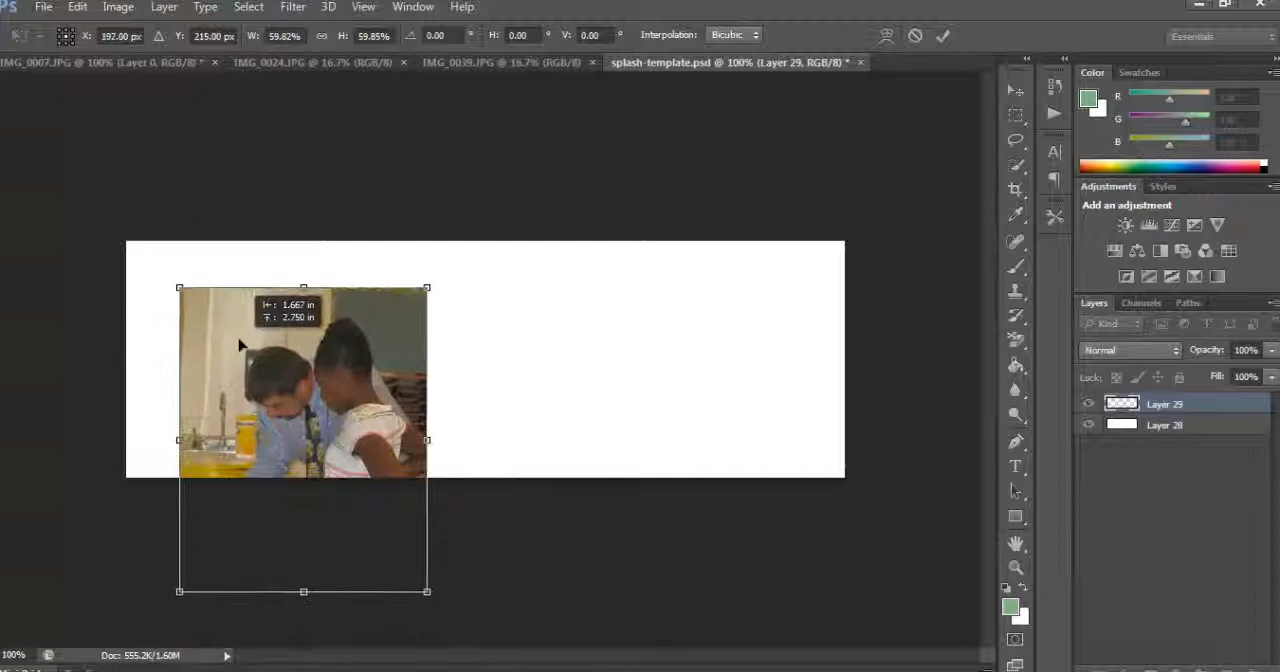 Ps File Edit Image Layer Type Select Filter 3D View Window Help
X: 192.00 px Y: 215.00 px W: 59.82% H: 59.85% 0.00 ° H: 0.00 ° V: 0.00 ° Interpolation: Bicubic Essentials
IMG_0007.JPG @ 100% (Layer 0, RGB/8) * × IMG_0024.JPG @ 16.7% (RGB/8) × IMG_0039.JPG @ 16.7% (RGB/8) × splash-template.psd @ 100% (Layer 29, RGB/8) * ×
Color Swatches
R
G
B
Adjustments Styles
Add an adjustment
1.667 in
2.750 in
Layers Channels Paths
Kind
Normal Opacity: 100%
Lock: Fill: 100%
Layer 29
Layer 28
100% Doc: 555.2K/1.60M